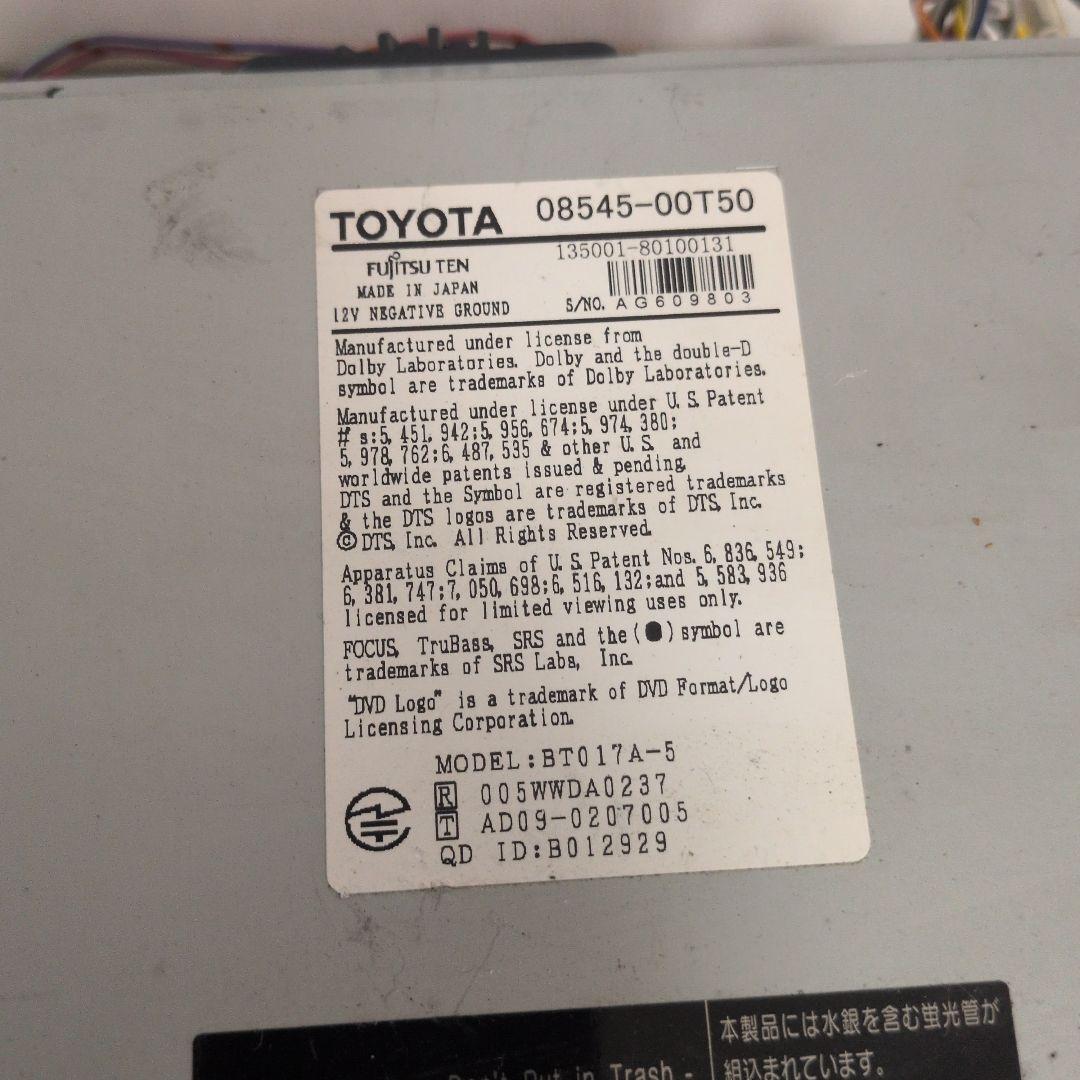 TOYOTA 08545-00T50
135001-80100131
FUJITSU TEN
MADE IN JAPAN
12V NEGATIVE GROUND S/NO. AG609803
Manufactured under license from
Dolby Laboratories. Dolby and the double-D
symbol are trademarks of Dolby Laboratories.
Manufactured under license under U.S. Patent
# s:5,451,942;5,956,674;5,974,380;
5,978,762;6,487,535 & other U.S. and
worldwide patents issued & pending.
DTS and the Symbol are registered trademarks
& the DTS logos are trademarks of DTS, Inc.
© DTS, Inc. All Rights Reserved.
Apparatus Claims of U.S. Patent Nos. 6,836,549;
6,381,747;7,050,698;6,516,132;and 5,583,936
licensed for limited viewing uses only.
FOCUS, TruBass, SRS and the (●) symbol are
trademarks of SRS Labs, Inc.
"DVD Logo" is a trademark of DVD Format/Logo
Licensing Corporation.
MODEL:BT017A-5
R 005WWDA0237
T AD09-0207005
QD ID:B012929
本製品には水銀を含む蛍光管が
組込まれています。
Don't Put in Trash -